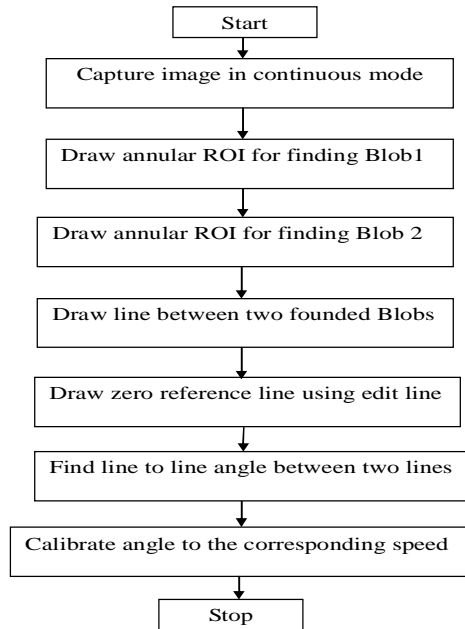 Start
Capture image in continuous mode
Draw annular ROI for finding Blob1
Draw annular ROI for finding Blob 2
Draw line between two founded Blobs
Draw zero reference line using edit line
Find line to line angle between two lines
Calibrate angle to the corresponding speed
Stop